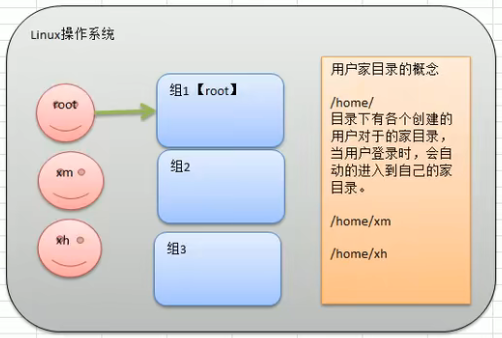 Linux操作系统
root
xm
xh
组1【root】
组2
组3
用户家目录的概念
/home/
目录下有各个创建的
用户对于的家目录，
当用户登录时，会自
动的进入到自己的家
目录。
/home/xm
/home/xh